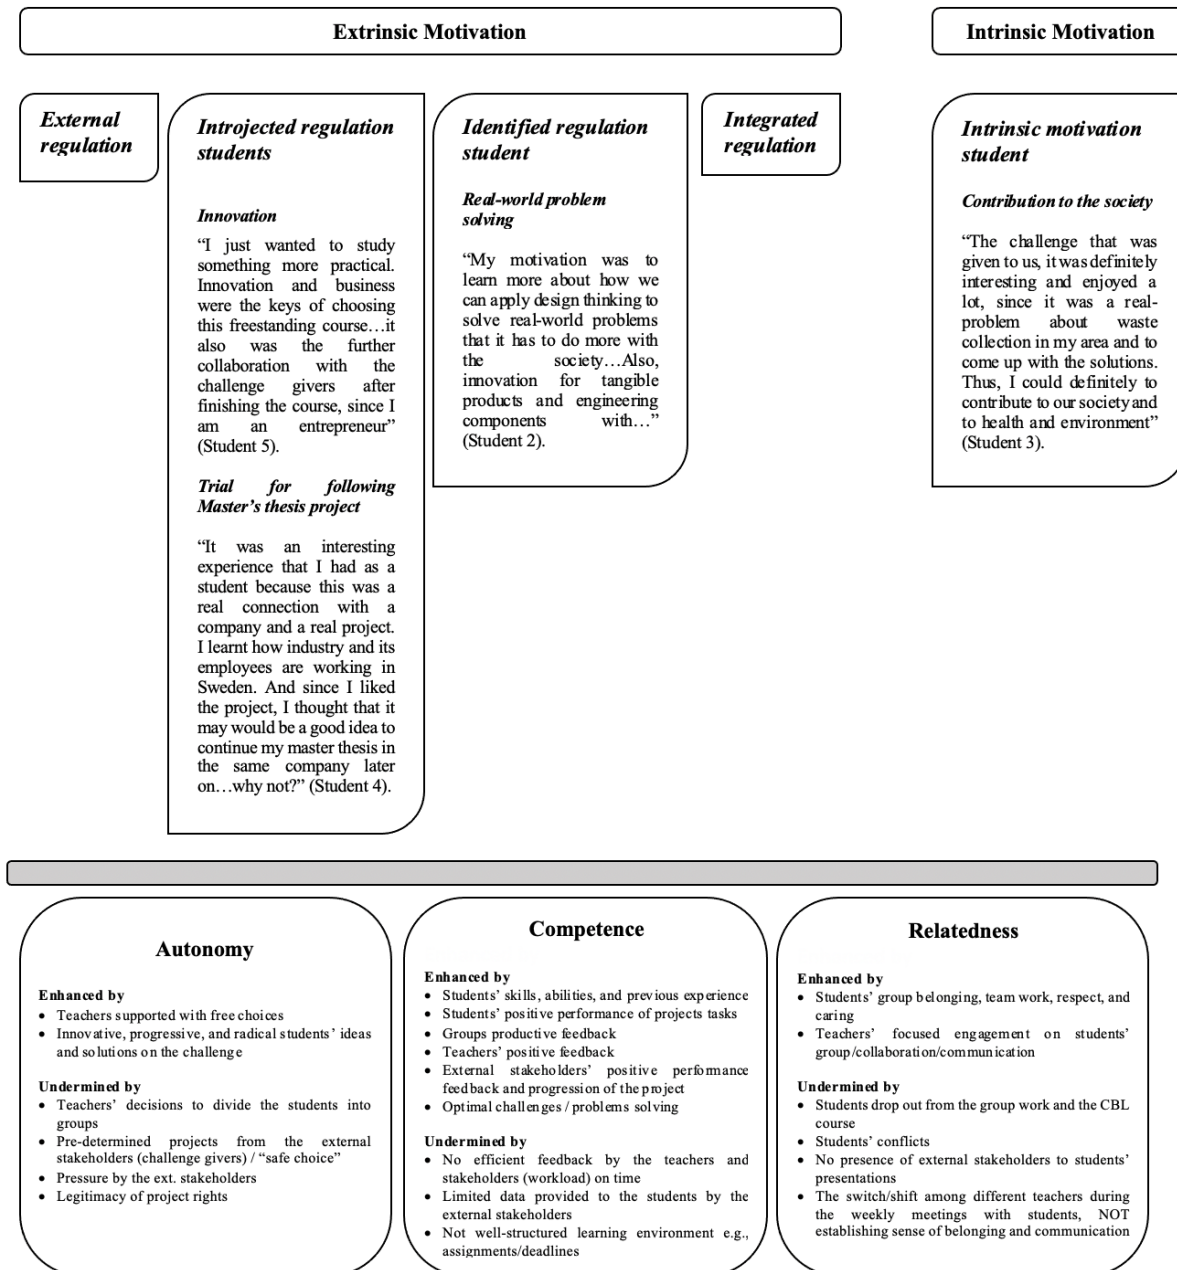 Extrinsic Motivation
Intrinsic Motivation
External
regulation
Introjected regulation
students
Innovation
“I just wanted to study
something more practical.
Innovation and business
were the keys of choosing
this freestanding course…it
also was the further
collaboration with the
challenge givers after
finishing the course, since I
am an entrepreneur”
(Student 5).
Trial for following
Master’s thesis project
“It was an interesting
experience that I had as a
student because this was a
real connection with a
company and a real project.
I learnt how industry and its
employees are working in
Sweden. And since I liked
the project, I thought that it
may would be a good idea to
continue my master thesis in
the same company later
on…why not?” (Student 4).
Identified regulation
student
Real-world problem
solving
“My motivation was to
learn more about how we
can apply design thinking to
solve real-world problems
that it has to do more with
the society…Also,
innovation for tangible
products and engineering
components with…”
(Student 2).
Integrated
regulation
Intrinsic motivation
student
Contribution to the society
“The challenge that was
given to us, it was definitely
interesting and enjoyed a
lot, since it was a real-
problem about waste
collection in my area and to
come up with the solutions.
Thus, I could definitely to
contribute to our society and
to health and environment”
(Student 3).
Autonomy
Enhanced by
• Teachers supported with free choices
• Innovative, progressive, and radical students’ ideas
and solutions on the challenge
Undermined by
• Teachers’ decisions to divide the students into
groups
• Pre-determined projects from the external
stakeholders (challenge givers) / “safe choice”
• Pressure by the ext. stakeholders
• Legitimacy of project rights
Competence
Enhanced by
• Students’ skills, abilities, and previous experience
• Students’ positive performance of projects tasks
• Groups productive feedback
• Teachers’ positive feedback
• External stakeholders’ positive performance
feedback and progression of the project
• Optimal challenges / problems solving
Undermined by
• No efficient feedback by the teachers and
stakeholders (workload) on time
• Limited data provided to the students by the
external stakeholders
• Not well-structured learning environment e.g.,
assignments/deadlines
Relatedness
Enhanced by
• Students’ group belonging, team work, respect, and
caring
• Teachers’ focused engagement on students’
group/collaboration/communication
Undermined by
• Students drop out from the group work and the CBL
course
• Students’ conflicts
• No presence of external stakeholders to students’
presentations
• The switch/shift among different teachers during
the weekly meetings with students, NOT
establishing sense of belonging and communication